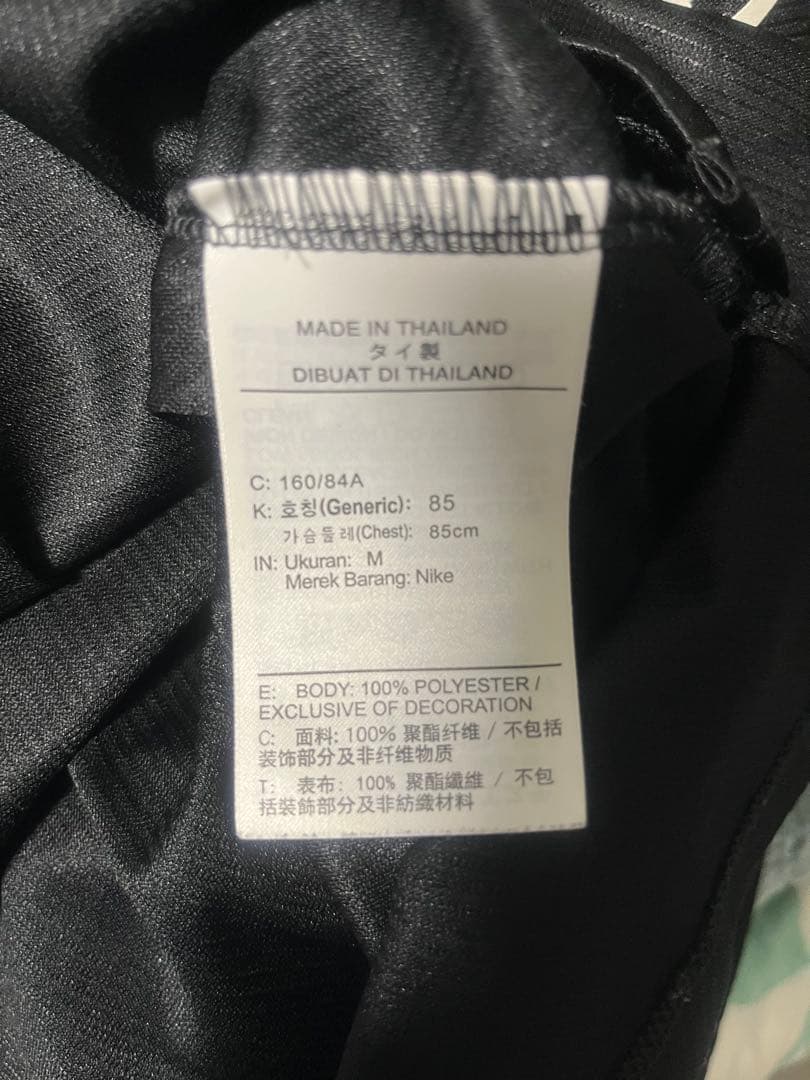 MADE IN THAILAND
タイ製
DIBUAT DI THAILAND
C: 160/84A
K: 호칭(Generic): 85
가슴둘레(Chest): 85cm
IN: Ukuran: M
Merek Barang: Nike
E: BODY: 100% POLYESTER /
EXCLUSIVE OF DECORATION
C: 面料: 100% 聚酯纤维 / 不包括
装饰部分及非纤维物质
T: 表布: 100% 聚酯纖維 / 不包
括裝飾部分及非紡織材料